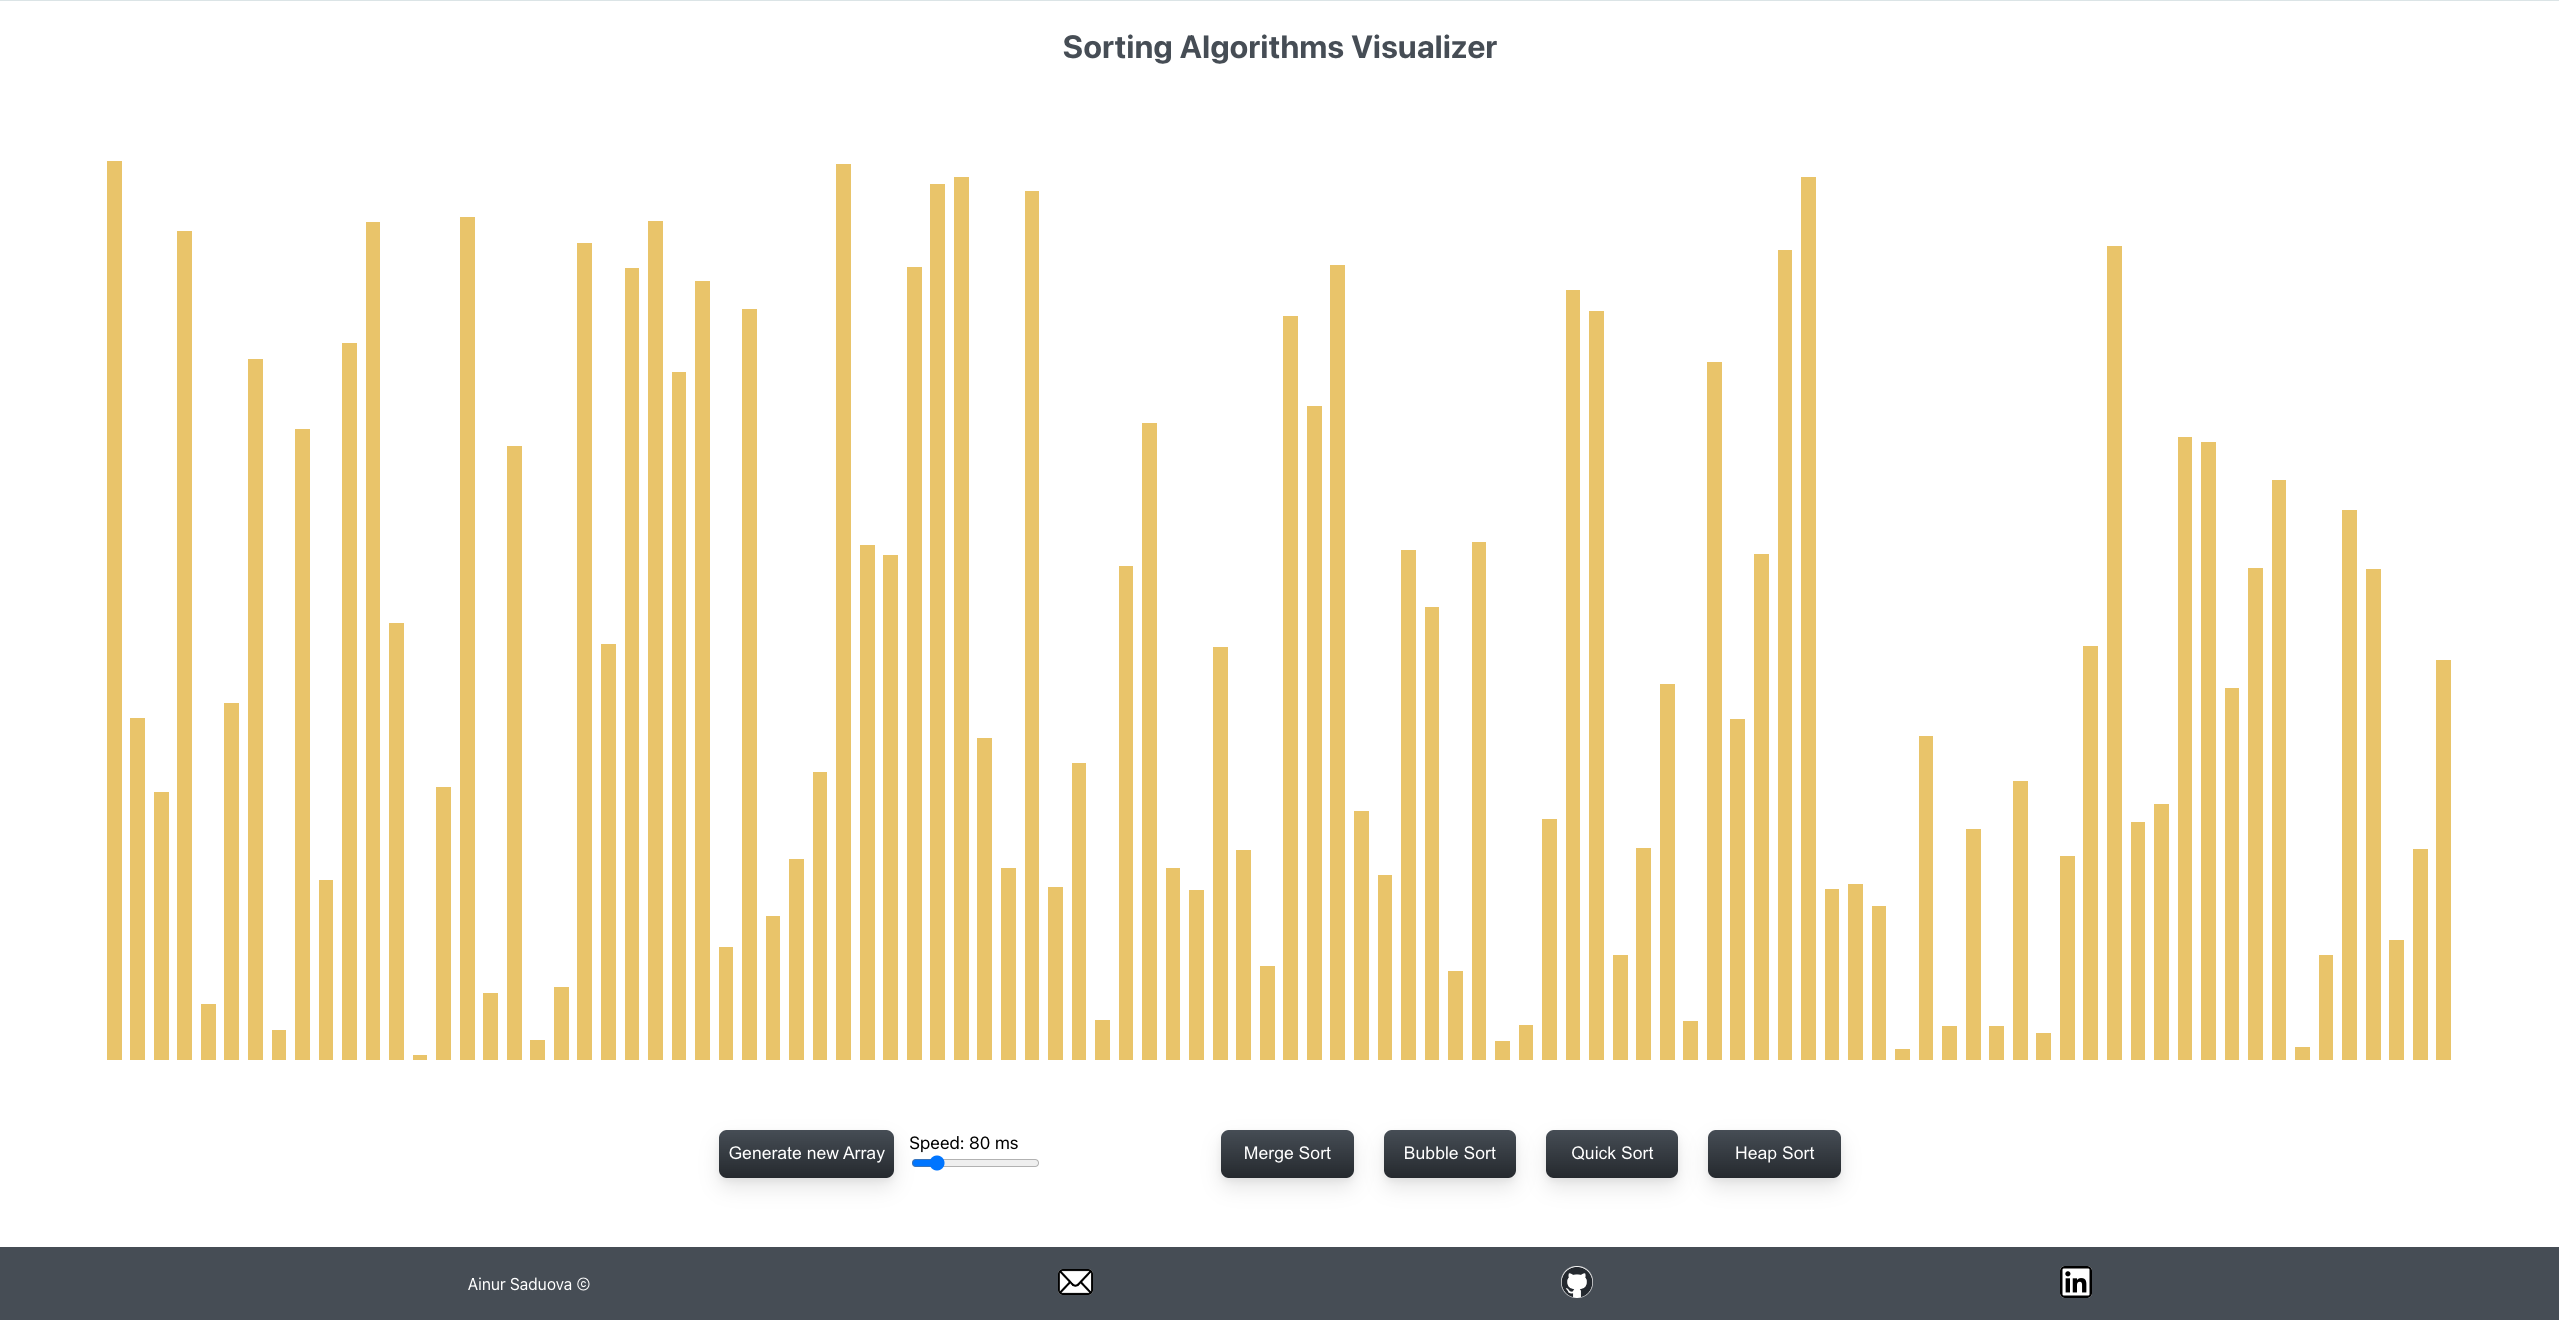 Sorting Algorithms Visualizer
Generate new Array
Speed: 80 ms
Merge Sort
Bubble Sort
Quick Sort
Heap Sort
Ainur Saduova ©
in